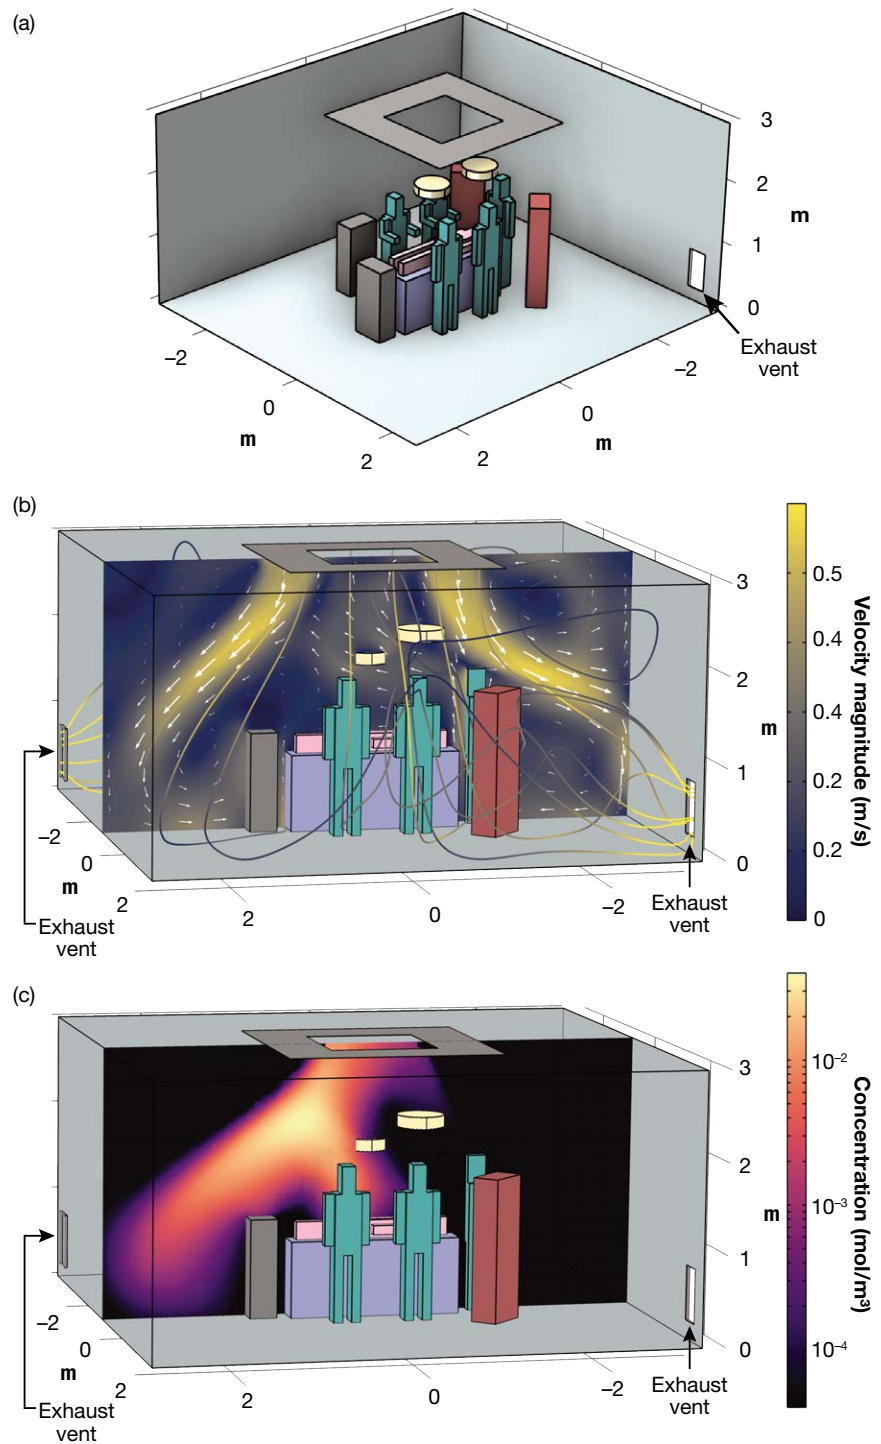 (a)
3
2
m
1
0
Exhaust
vent
–2
–2
0
0
m
m
2
2
(b)
0.5
0.4
0.4
0.2
0.2
0
Velocity magnitude (m/s)
3
2
m
1
0
–2
0
m
2
2
0
–2
Exhaust
vent
Exhaust
vent
(c)
10⁻²
10⁻³
10⁻⁴
Concentration (mol/m³)
3
2
m
1
0
–2
0
m
2
2
0
–2
Exhaust
vent
Exhaust
vent